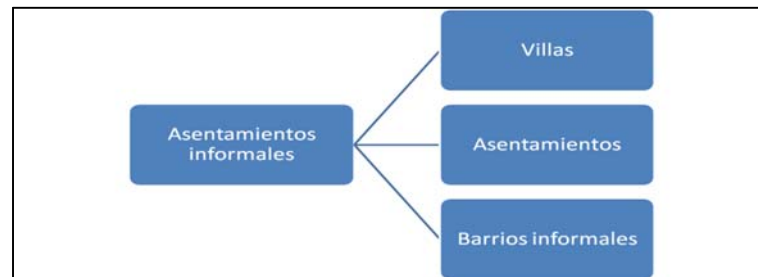 Villas
Asentamientos
informales
Asentamientos
Barrios informales